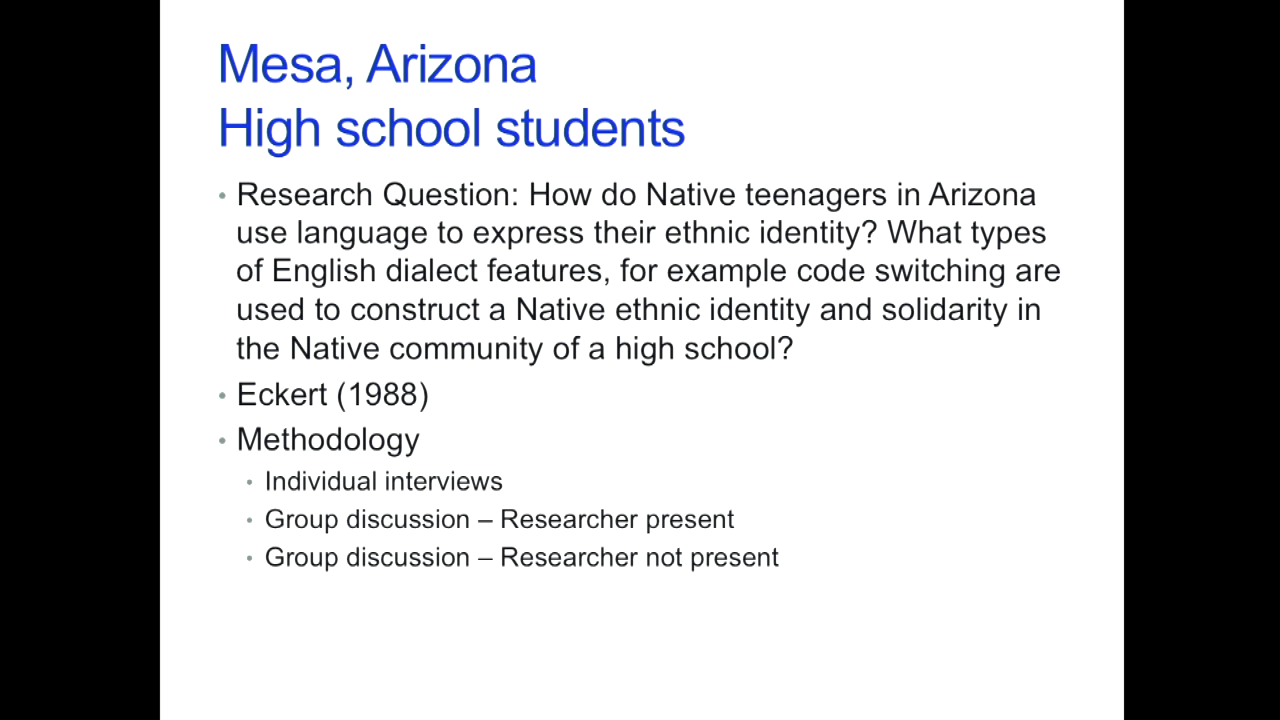 Mesa, Arizona
High school students
• Research Question: How do Native teenagers in Arizona
use language to express their ethnic identity? What types
of English dialect features, for example code switching are
used to construct a Native ethnic identity and solidarity in
the Native community of a high school?
• Eckert (1988)
• Methodology
• Individual interviews
• Group discussion – Researcher present
• Group discussion – Researcher not present